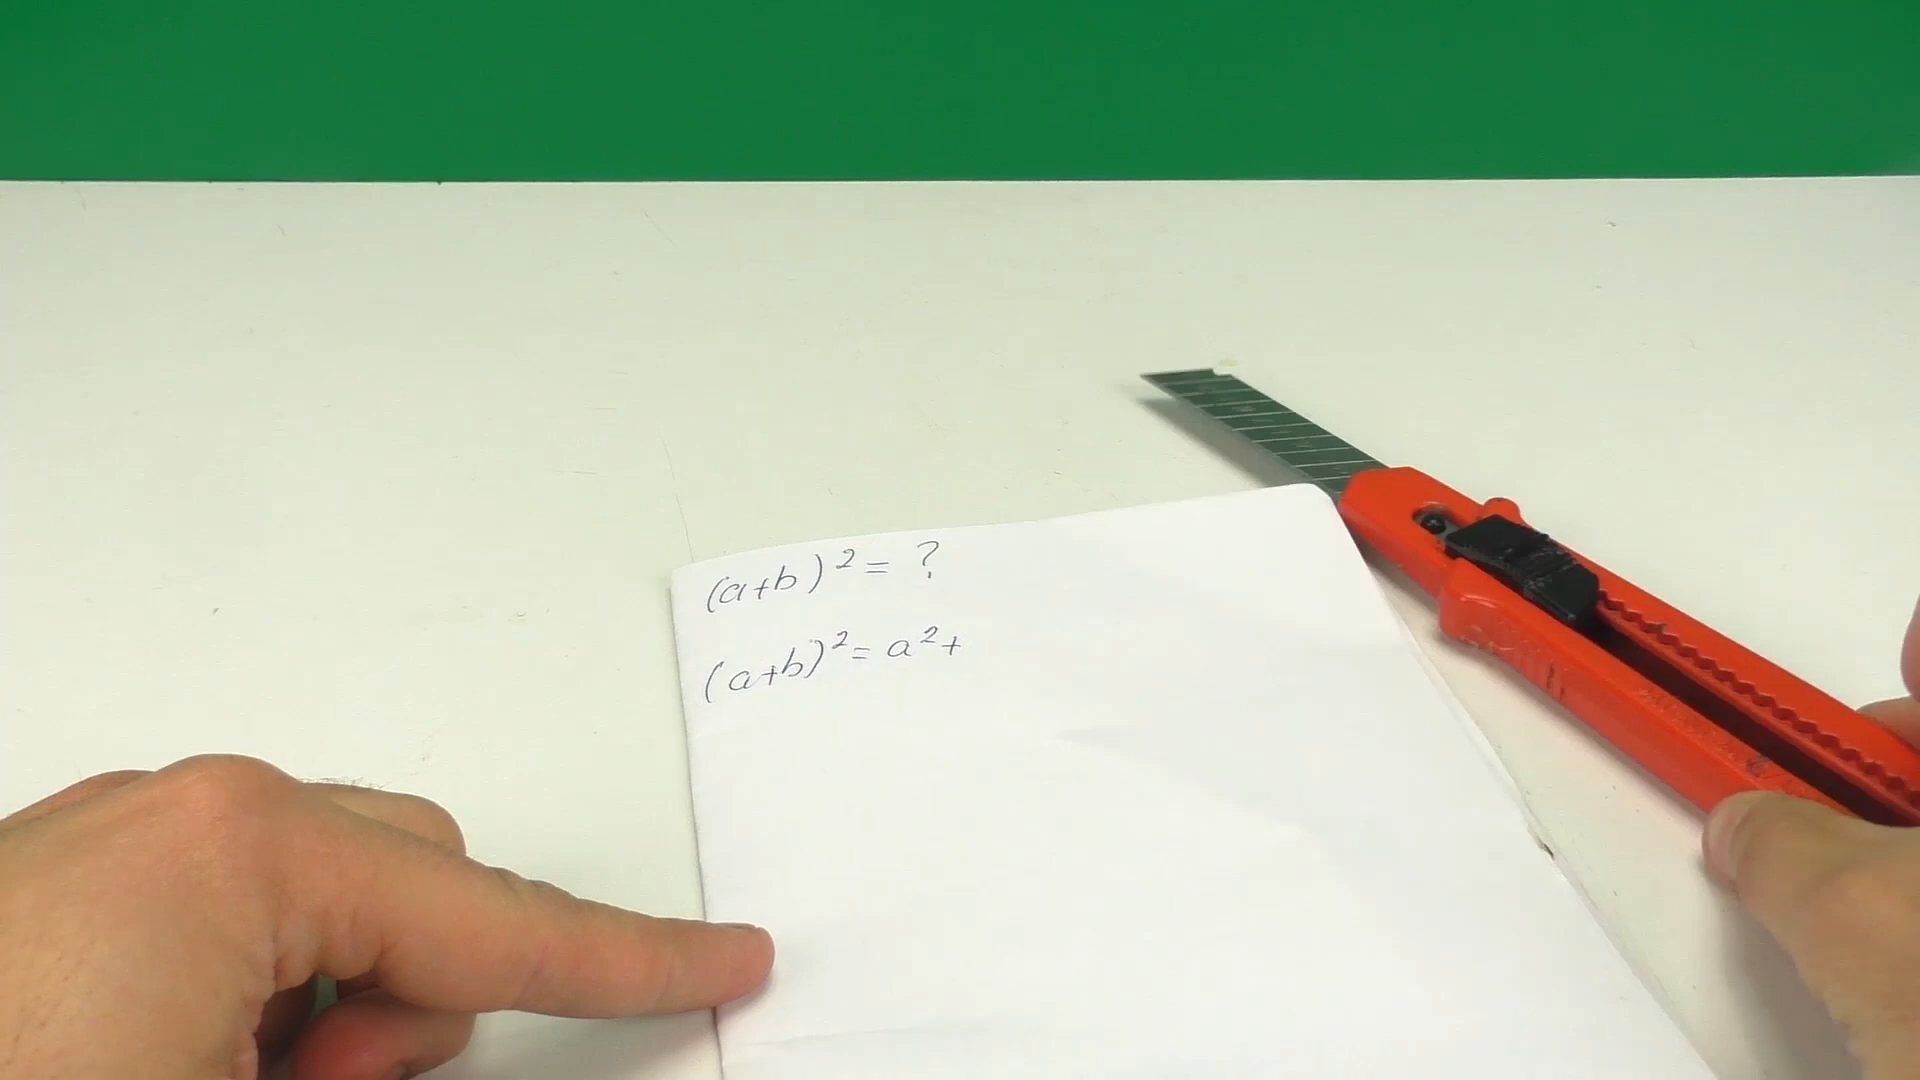 (a+b)² = ?
(a+b)² = a² +